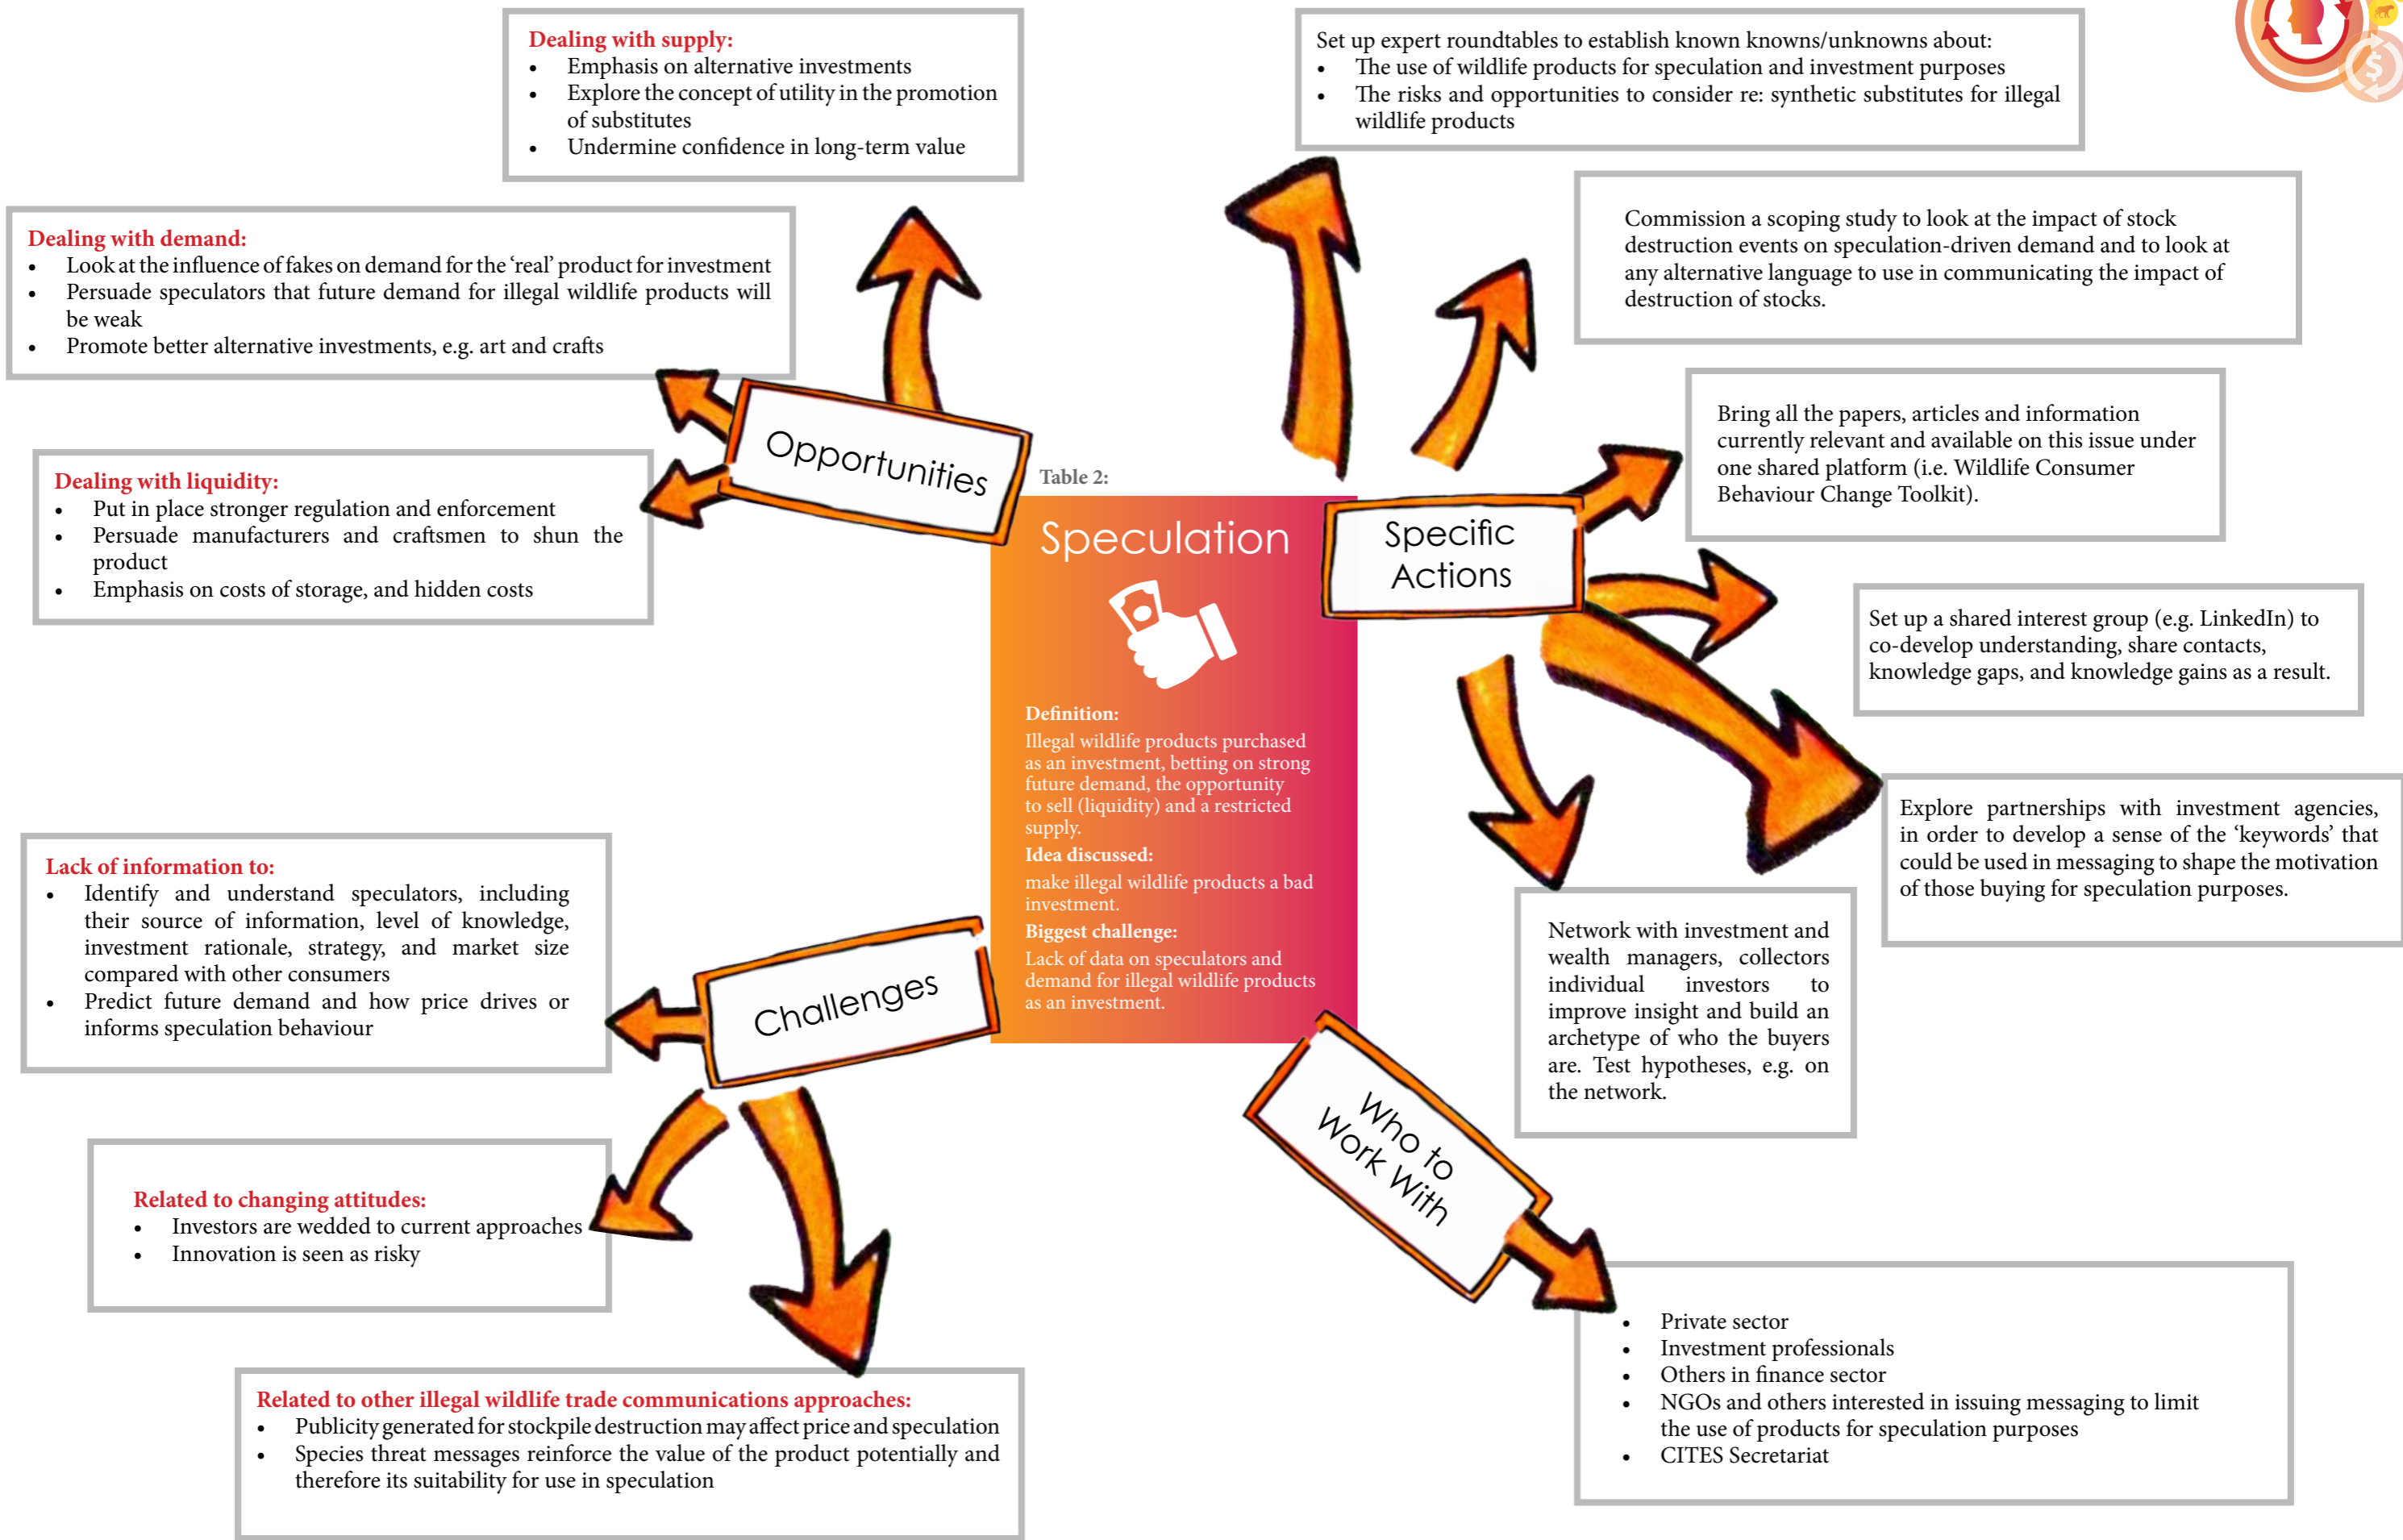 Dealing with supply:
• Emphasis on alternative investments
• Explore the concept of utility in the promotion
of substitutes
• Undermine confidence in long-term value
Dealing with demand:
• Look at the influence of fakes on demand for the ‘real’ product for investment
• Persuade speculators that future demand for illegal wildlife products will
be weak
• Promote better alternative investments, e.g. art and crafts
Dealing with liquidity:
• Put in place stronger regulation and enforcement
• Persuade manufacturers and craftsmen to shun the
product
• Emphasis on costs of storage, and hidden costs
Opportunities
Table 2:
Speculation
Definition:
Illegal wildlife products purchased
as an investment, betting on strong
future demand, the opportunity
to sell (liquidity) and a restricted
supply.
Idea discussed:
make illegal wildlife products a bad
investment.
Biggest challenge:
Lack of data on speculators and
demand for illegal wildlife products
as an investment.
Specific
Actions
Set up expert roundtables to establish known knowns/unknowns about:
• The use of wildlife products for speculation and investment purposes
• The risks and opportunities to consider re: synthetic substitutes for illegal
wildlife products
$
Commission a scoping study to look at the impact of stock
destruction events on speculation-driven demand and to look at
any alternative language to use in communicating the impact of
destruction of stocks.
Bring all the papers, articles and information
currently relevant and available on this issue under
one shared platform (i.e. Wildlife Consumer
Behaviour Change Toolkit).
Set up a shared interest group (e.g. LinkedIn) to
co-develop understanding, share contacts,
knowledge gaps, and knowledge gains as a result.
Explore partnerships with investment agencies,
in order to develop a sense of the ‘keywords’ that
could be used in messaging to shape the motivation
of those buying for speculation purposes.
Network with investment and
wealth managers, collectors
individual investors to
improve insight and build an
archetype of who the buyers
are. Test hypotheses, e.g. on
the network.
Challenges
Lack of information to:
• Identify and understand speculators, including
their source of information, level of knowledge,
investment rationale, strategy, and market size
compared with other consumers
• Predict future demand and how price drives or
informs speculation behaviour
Related to changing attitudes:
• Investors are wedded to current approaches
• Innovation is seen as risky
Related to other illegal wildlife trade communications approaches:
• Publicity generated for stockpile destruction may affect price and speculation
• Species threat messages reinforce the value of the product potentially and
therefore its suitability for use in speculation
Who to
Work With
• Private sector
• Investment professionals
• Others in finance sector
• NGOs and others interested in issuing messaging to limit
the use of products for speculation purposes
• CITES Secretariat